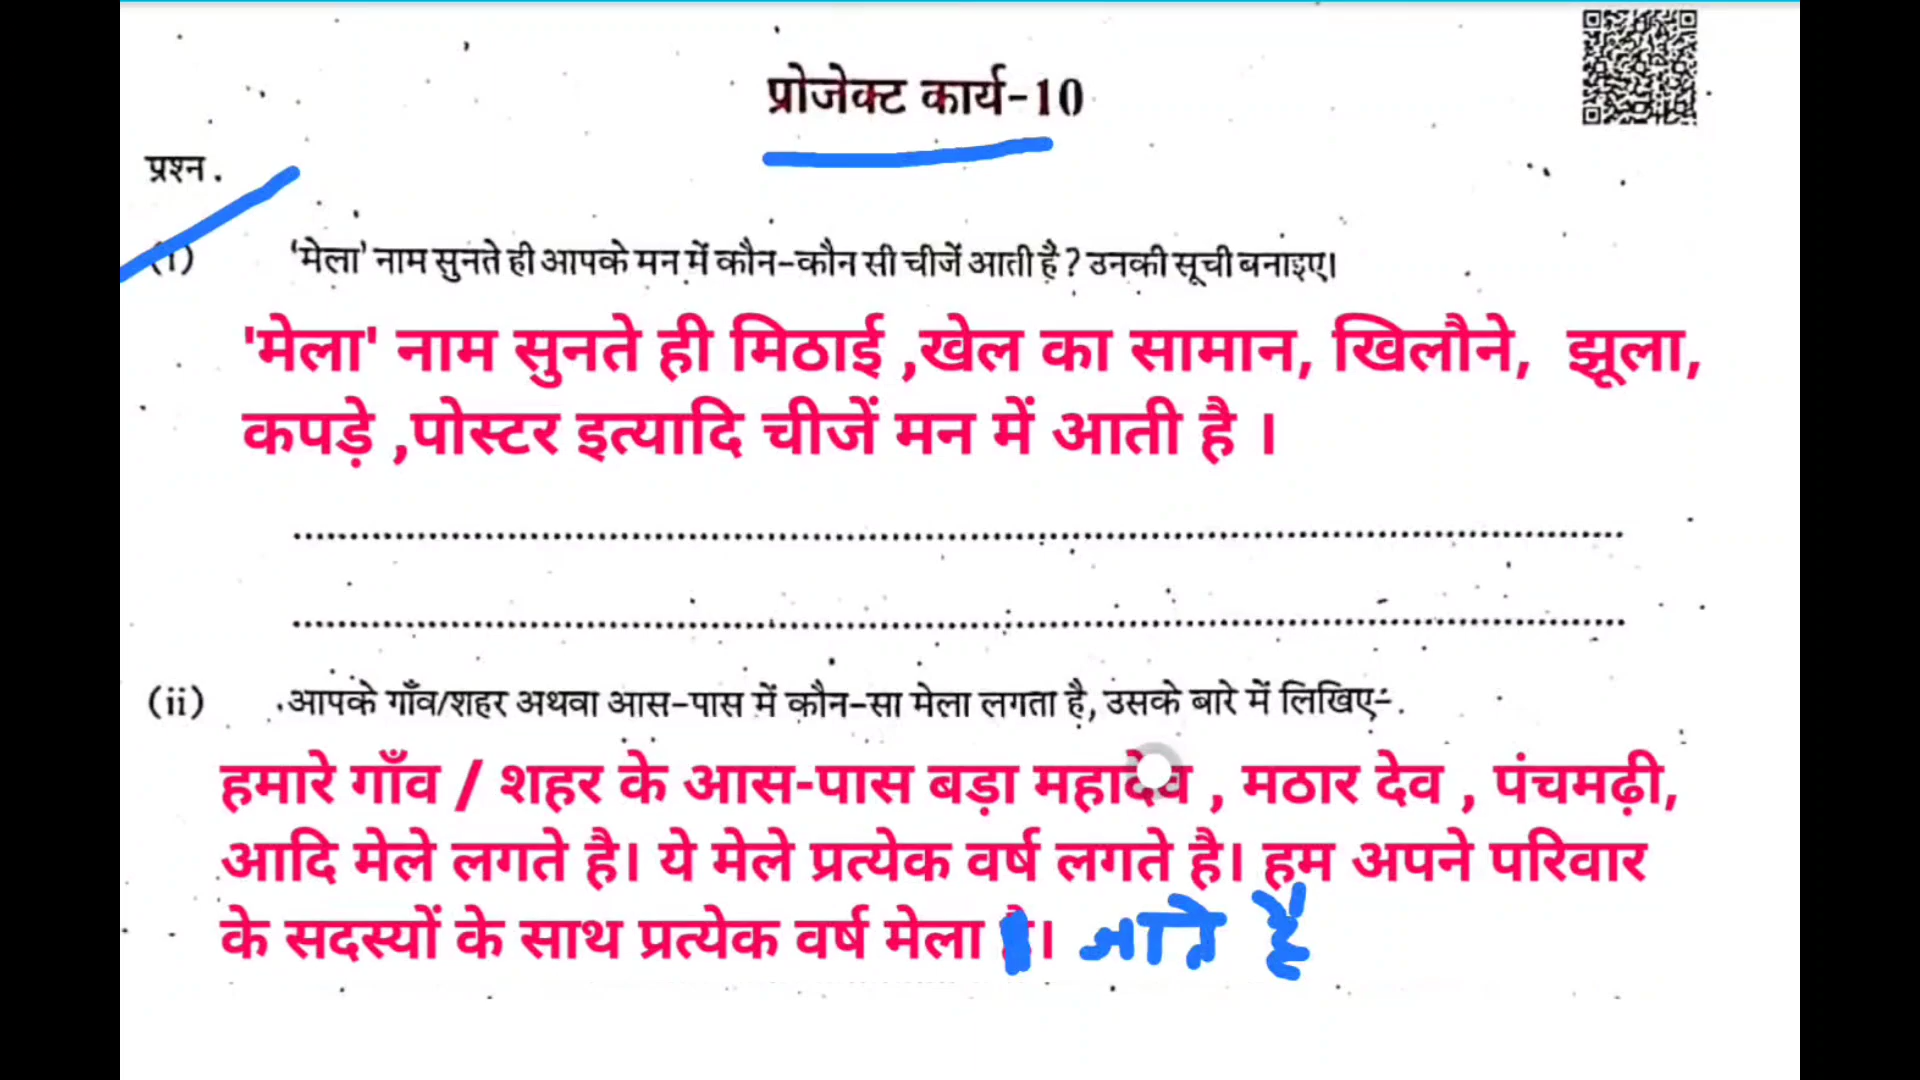 प्रोजेक्ट कार्य-10
प्रश्न .
(i) 'मेला' नाम सुनते ही आपके मन में कौन-कौन सी चीजें आती है ? उनकी सूची बनाइए।
'मेला' नाम सुनते ही मिठाई ,खेल का सामान, खिलौने, झूला,
कपड़े ,पोस्टर इत्यादि चीजें मन में आती है ।
(ii) आपके गाँव/शहर अथवा आस-पास में कौन-सा मेला लगता है, उसके बारे में लिखिए-
हमारे गाँव / शहर के आस-पास बड़ा महादेव , मठार देव , पंचमढ़ी,
आदि मेले लगते है। ये मेले प्रत्येक वर्ष लगते है। हम अपने परिवार
के सदस्यों के साथ प्रत्येक वर्ष मेला । जाते हैं